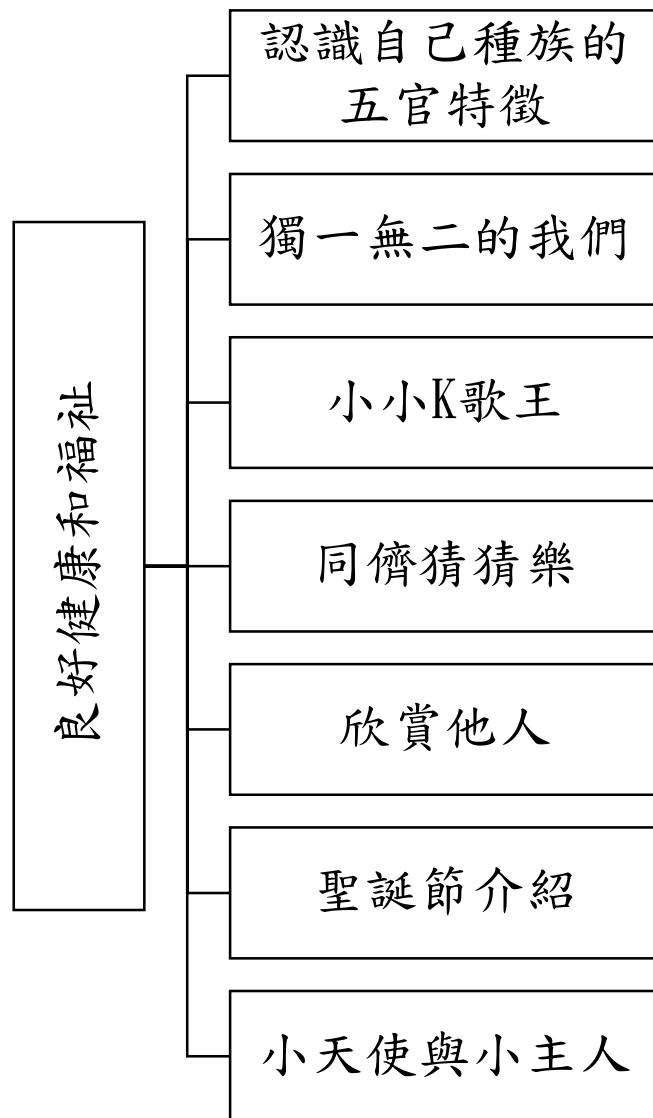 良好健康和福祉
認識自己種族的
五官特徵
獨一無二的我們
小小K歌王
同儕猜猜樂
欣賞他人
聖誕節介紹
小天使與小主人